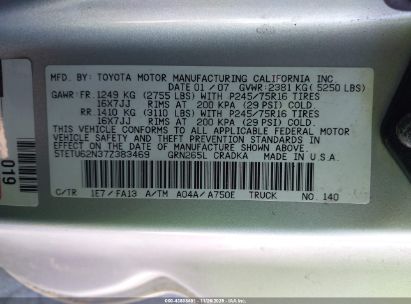 MFD. BY: TOYOTA MOTOR MANUFACTURING CALIFORNIA INC
DATE 01 / 07 GVWR: 2381 KG ( 5250 LBS)
GAWR: FR. 1249 KG (2755 LBS) WITH P245/75R16 TIRES
16X7JJ RIMS AT 200 KPA (29 PSI) COLD.
RR. 1410 KG (3110 LBS) WITH P245/75R16 TIRES
16X7JJ RIMS AT 200 KPA (29 PSI) COLD.
THIS VEHICLE CONFORMS TO ALL APPLICABLE FEDERAL MOTOR
VEHICLE SAFETY AND THEFT PREVENTION STANDARDS IN
EFFECT ON THE DATE OF MANUFACTURE SHOWN ABOVE.
5TETU62N37Z383469 GRN265L CRADKA U.S.A.
C/TR 1E7 / FA13 A/TM A04A/ A750E TRUCK NO. 140
019